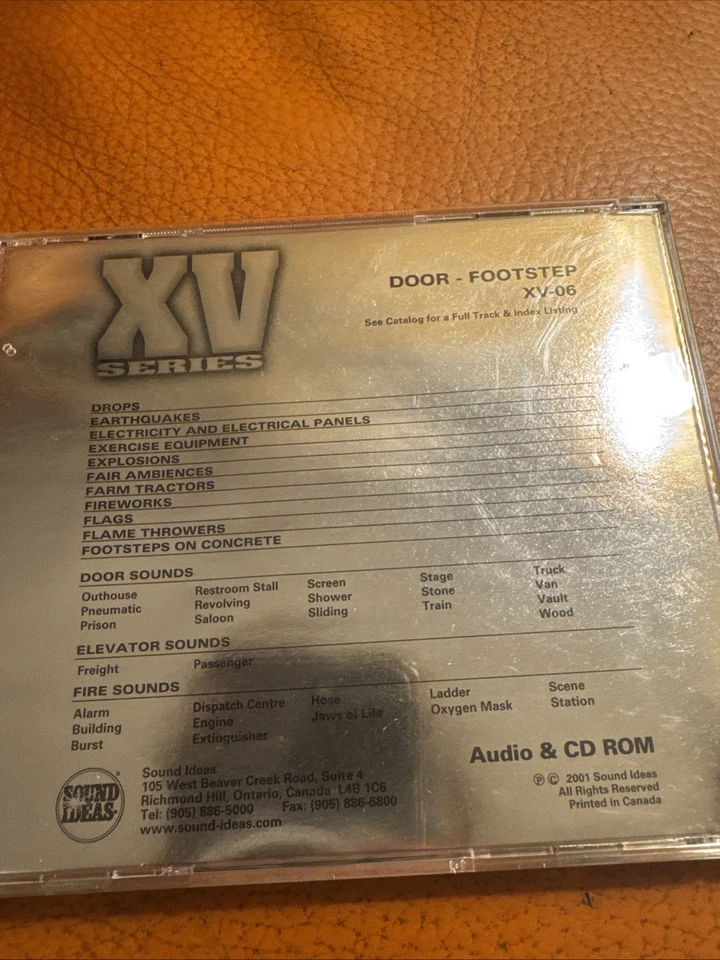 XV
SERIES
DOOR - FOOTSTEP
XV-06
See Catalog for a Full Track & Index Listing
DROPS
EARTHQUAKES
ELECTRICITY AND ELECTRICAL PANELS
EXERCISE EQUIPMENT
EXPLOSIONS
FAIR AMBIENCES
FARM TRACTORS
FIREWORKS
FLAGS
FLAME THROWERS
FOOTSTEPS ON CONCRETE
DOOR SOUNDS
Outhouse Restroom Stall Screen Stage Truck
Pneumatic Revolving Shower Stone Van
Prison Saloon Sliding Train Vault
Wood
ELEVATOR SOUNDS
Freight Passenger
FIRE SOUNDS
Alarm Dispatch Centre Hose Ladder Scene
Building Engine Jaws of Life Oxygen Mask Station
Burst Extinguisher
Audio & CD ROM
SOUND
IDEAS
®
Sound Ideas
105 West Beaver Creek Road, Suite 4
Richmond Hill, Ontario, Canada L4B 1C6
Tel: (905) 886-5000 Fax: (905) 886-6800
www.sound-ideas.com
℗ © 2001 Sound Ideas
All Rights Reserved
Printed in Canada